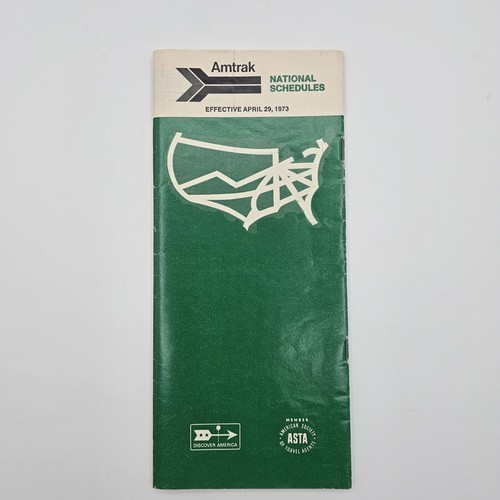 Amtrak
NATIONAL
SCHEDULES
EFFECTIVE APRIL 29, 1973
DISCOVER AMERICA
MEMBER
AMERICAN SOCIETY
ASTA
OF TRAVEL AGENTS